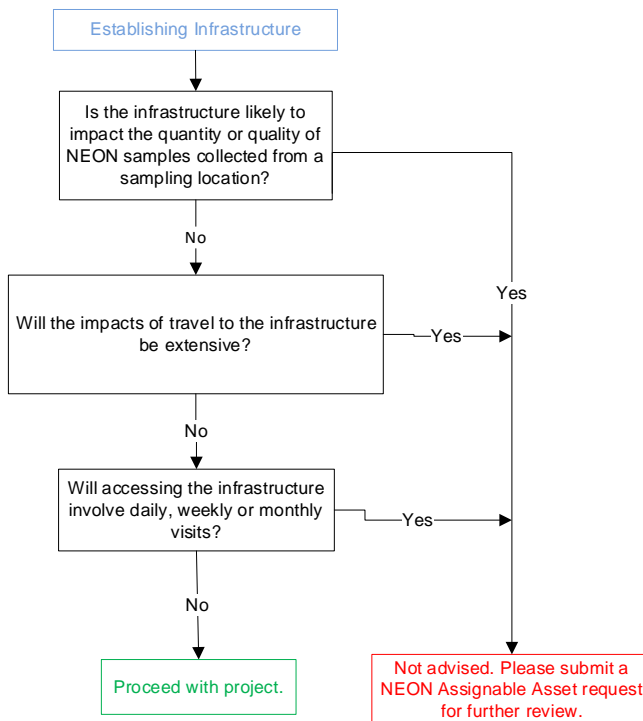 Establishing Infrastructure
Is the infrastructure likely to
impact the quantity or quality of
NEON samples collected from a
sampling location?
No
Yes
Will the impacts of travel to the infrastructure
be extensive?
Yes
No
Will accessing the infrastructure
involve daily, weekly or monthly
visits?
Yes
No
Proceed with project.
Not advised. Please submit a
NEON Assignable Asset request
for further review.